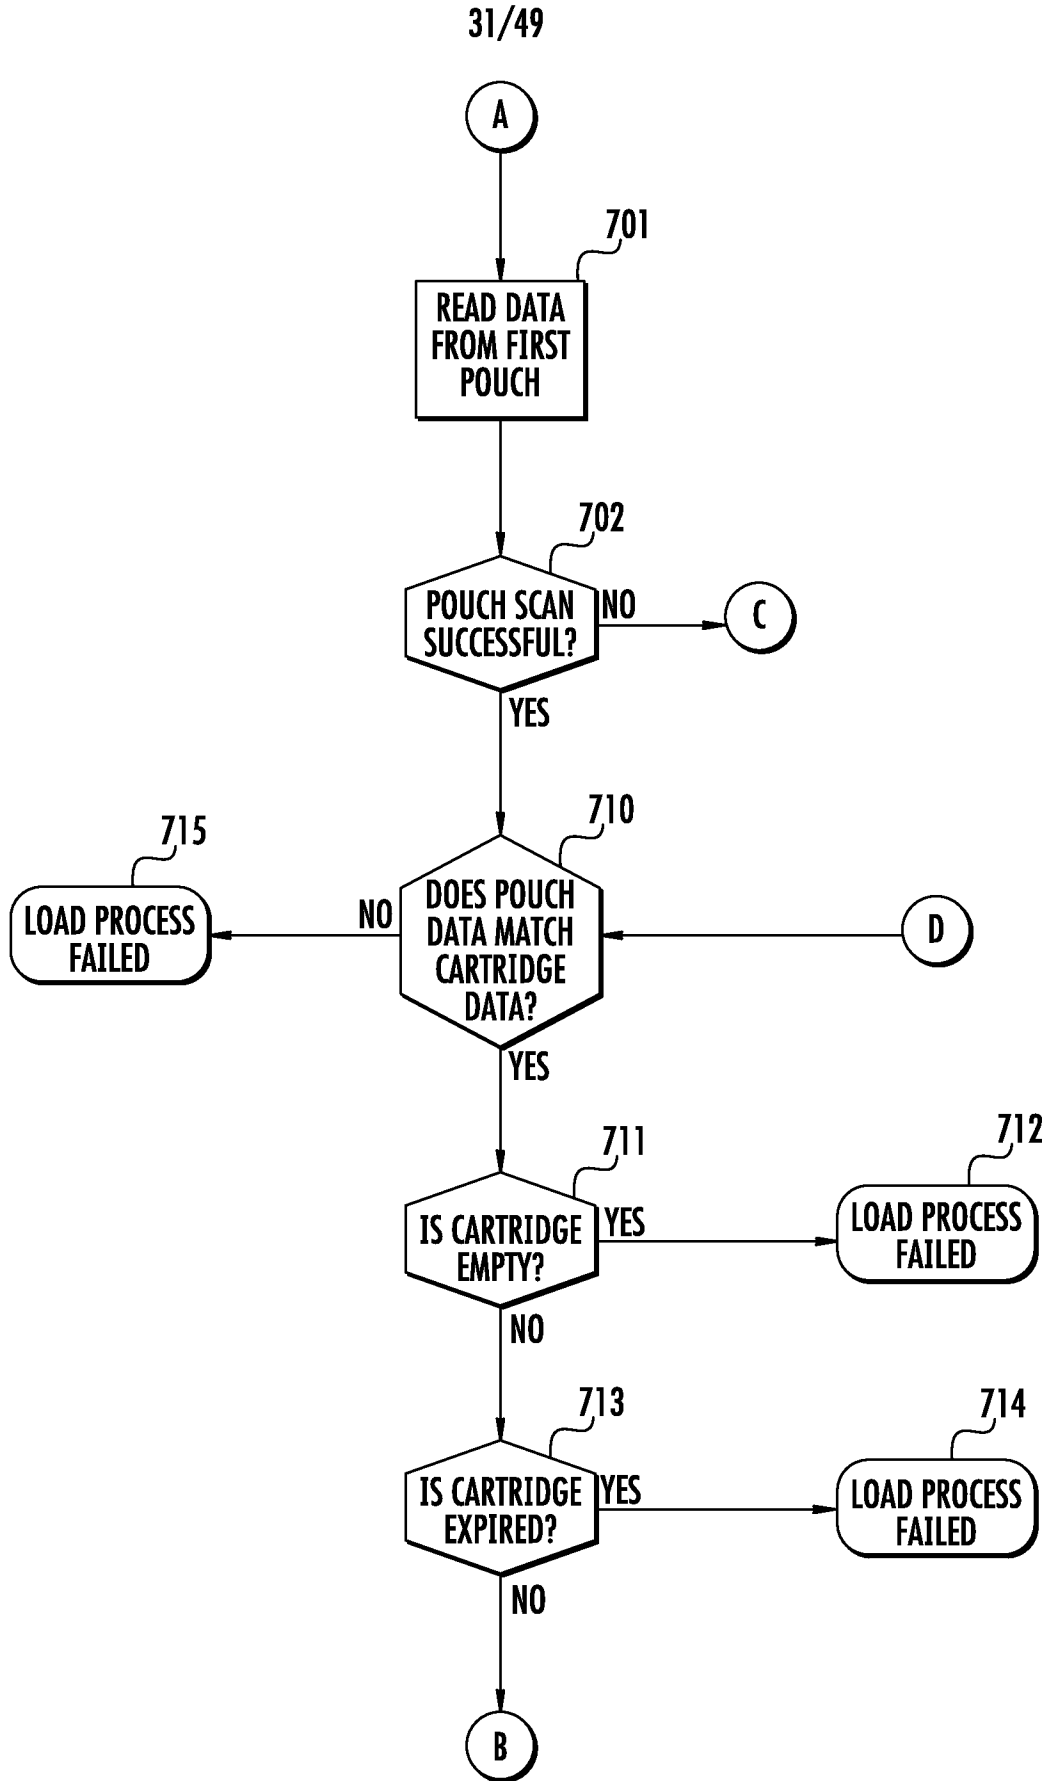 31/49
A
701
READ DATA
FROM FIRST
POUCH
702
POUCH SCAN
SUCCESSFUL?
NO
C
YES
710
715
DOES POUCH
DATA MATCH
CARTRIDGE
DATA?
NO
LOAD PROCESS
FAILED
D
YES
711
712
IS CARTRIDGE
EMPTY?
YES
LOAD PROCESS
FAILED
NO
713
714
IS CARTRIDGE
EXPIRED?
YES
LOAD PROCESS
FAILED
NO
B